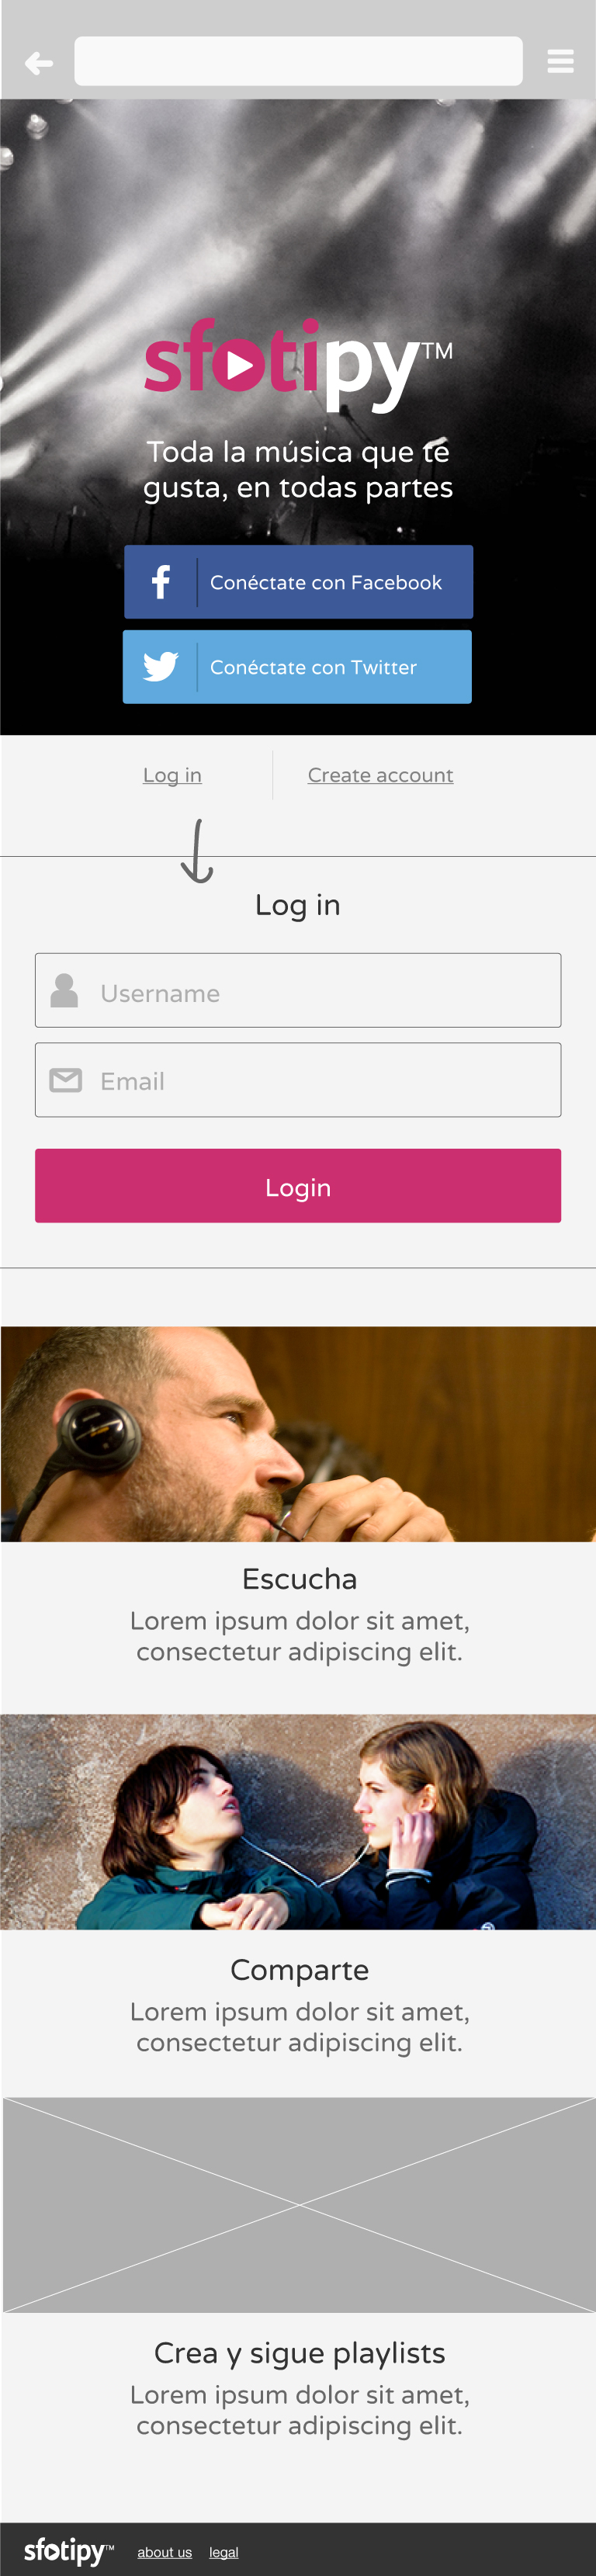 sfotipy™
Toda la música que te
gusta, en todas partes
Conéctate con Facebook
Conéctate con Twitter
Log in
Create account
Log in
Username
Email
Login
Escucha
Lorem ipsum dolor sit amet,
consectetur adipiscing elit.
Comparte
Lorem ipsum dolor sit amet,
consectetur adipiscing elit.
Crea y sigue playlists
Lorem ipsum dolor sit amet,
consectetur adipiscing elit.
sfotipy™ about us legal